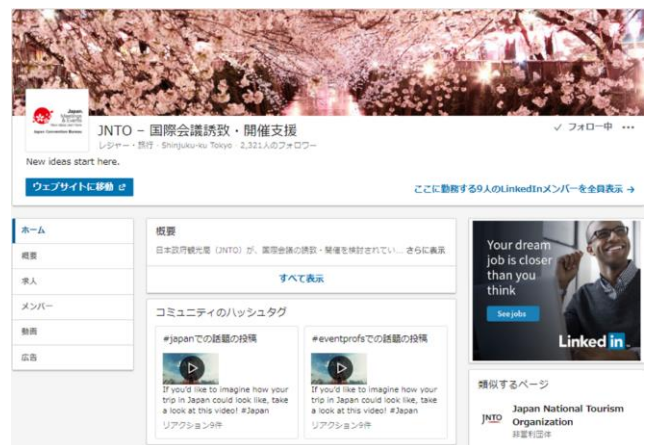 Japan
Meetings
& Events
New ideas start here
Japan Convention Bureau
JNTO – 国際会議誘致・開催支援
レジャー・旅行 · Shinjuku-ku Tokyo · 2,321人のフォロワー
フォロー中
New ideas start here.
ウェブサイトに移動
ここに勤務する9人のLinkedInメンバーを全員表示 →
ホーム
概要
求人
メンバー
動画
広告
概要
日本政府観光局（JNTO）が、国際会議の誘致・開催を検討されてい... さらに表示
すべて表示
コミュニティのハッシュタグ
#japanでの話題の投稿
If you'd like to imagine how your
trip in Japan could look like, take
a look at this video! #Japan
リアクション9件
#eventprofsでの話題の投稿
If you'd like to imagine how your
trip in Japan could look like, take
a look at this video! #Japan
リアクション9件
Your dream
job is closer
than you
think
See jobs
Linked in
類似するページ
JNTO
Japan National Tourism
Organization
非営利団体